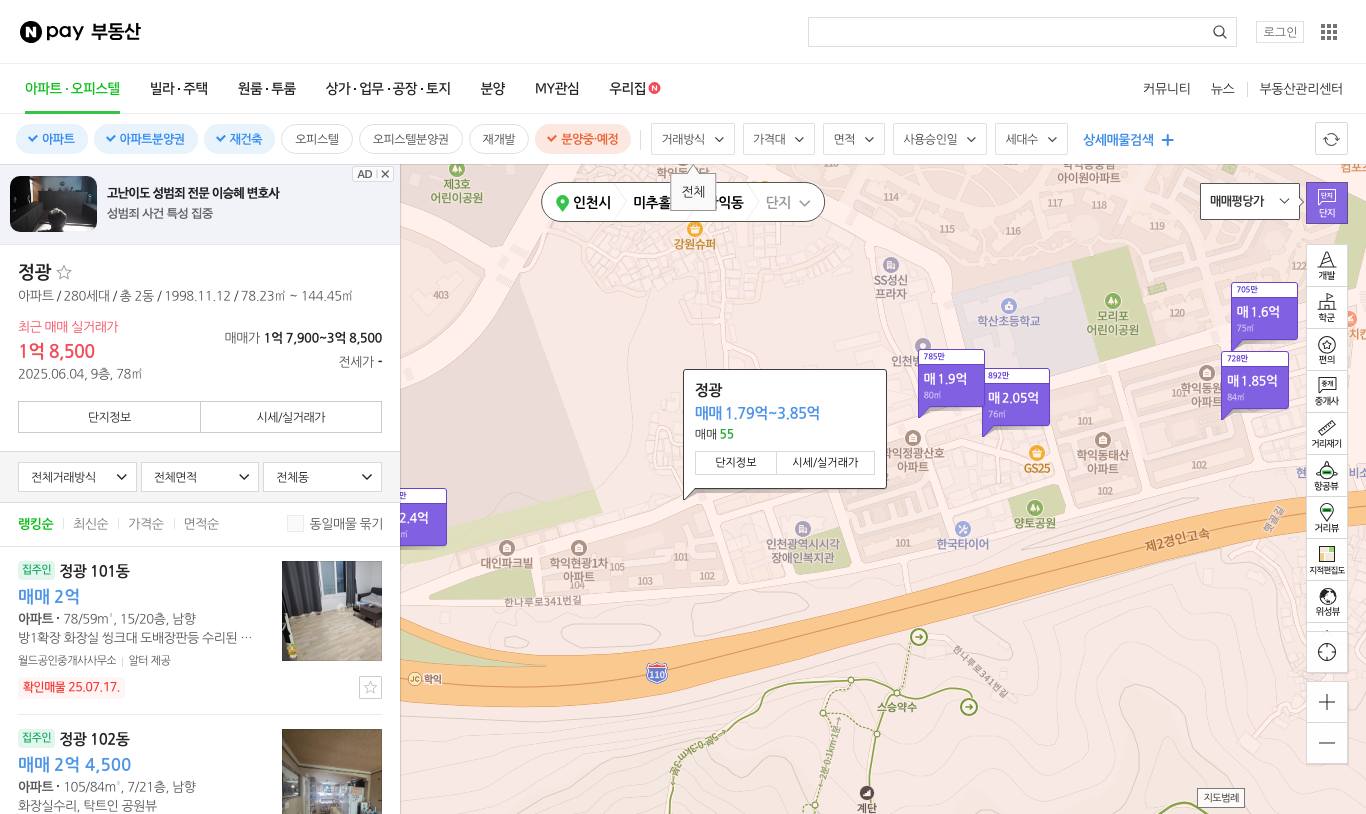 N pay 부동산
로그인
아파트·오피스텔 빌라·주택 원룸·투룸 상가·업무·공장·토지 분양 MY관심 우리집 N
커뮤니티 뉴스 부동산관리센터
아파트 아파트분양권 재건축 오피스텔 오피스텔분양권 재개발 분양중·예정
거래방식 가격대 면적 사용승인일 세대수 상세매물검색
전체
AD
고난이도 성범죄 전문 이승혜 변호사
성범죄 사건 특성 집중
정광
아파트 / 280세대 / 총 2동 / 1998.11.12 / 78.23㎡ ~ 144.45㎡
최근 매매 실거래가
1억 8,500
2025.06.04, 9층, 78㎡
매매가 1억 7,900~3억 8,500
전세가 -
단지정보 시세/실거래가
전체거래방식 전체면적 전체동
랭킹순 최신순 가격순 면적순 동일매물 묶기
집주인 정광 101동
매매 2억
아파트 · 78/59m², 15/20층, 남향
방1확장 화장실 씽크대 도배장판등 수리된 …
월드공인중개사사무소 알터 제공
확인매물 25.07.17.
집주인 정광 102동
매매 2억 4,500
아파트 · 105/84m², 7/21층, 남향
화장실수리, 탁트인 공원뷰
인천시 미추홀 단지
매매평당가
단지
단지
개발
학군
편의
중개
중개사
거리재기
항공뷰
거리뷰
지적편집도
위성뷰
지도범례
제3호
어린이공원
아이원아파트
강원슈퍼
403
114
115
116
117
118
119
120
122
SS성신
프라자
학산초등학교
모리포
어린이공원
705만
매 1.6억
75㎡
728만
매 1.85억
84㎡
785만
매 1.9억
80㎡
892만
매 2.05억
76㎡
정광
매매 1.79억~3.85억
매매 55
단지정보 시세/실거래가
만
2.4억
학익정광산호
아파트
학익동태산
아파트
GS25
101
102
양토공원
한국타이어
인천광역시시각
장애인복지관
대인파크빌
학익현광1차
아파트
101
105
103
102
104
101
한나루로341번길
제2경인고속
JC 학익
110
한나루로341번길
스승약수
계단